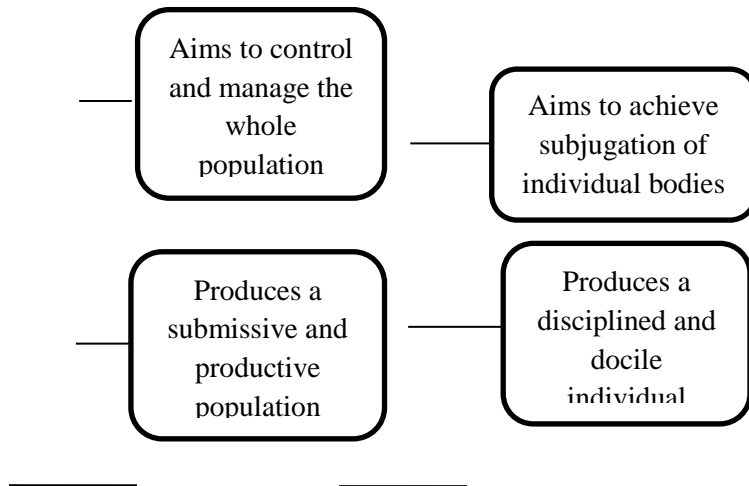 Aims to control
and manage the
whole
population
Aims to achieve
subjugation of
individual bodies
Produces a
submissive and
productive
population
Produces a
disciplined and
docile
individual